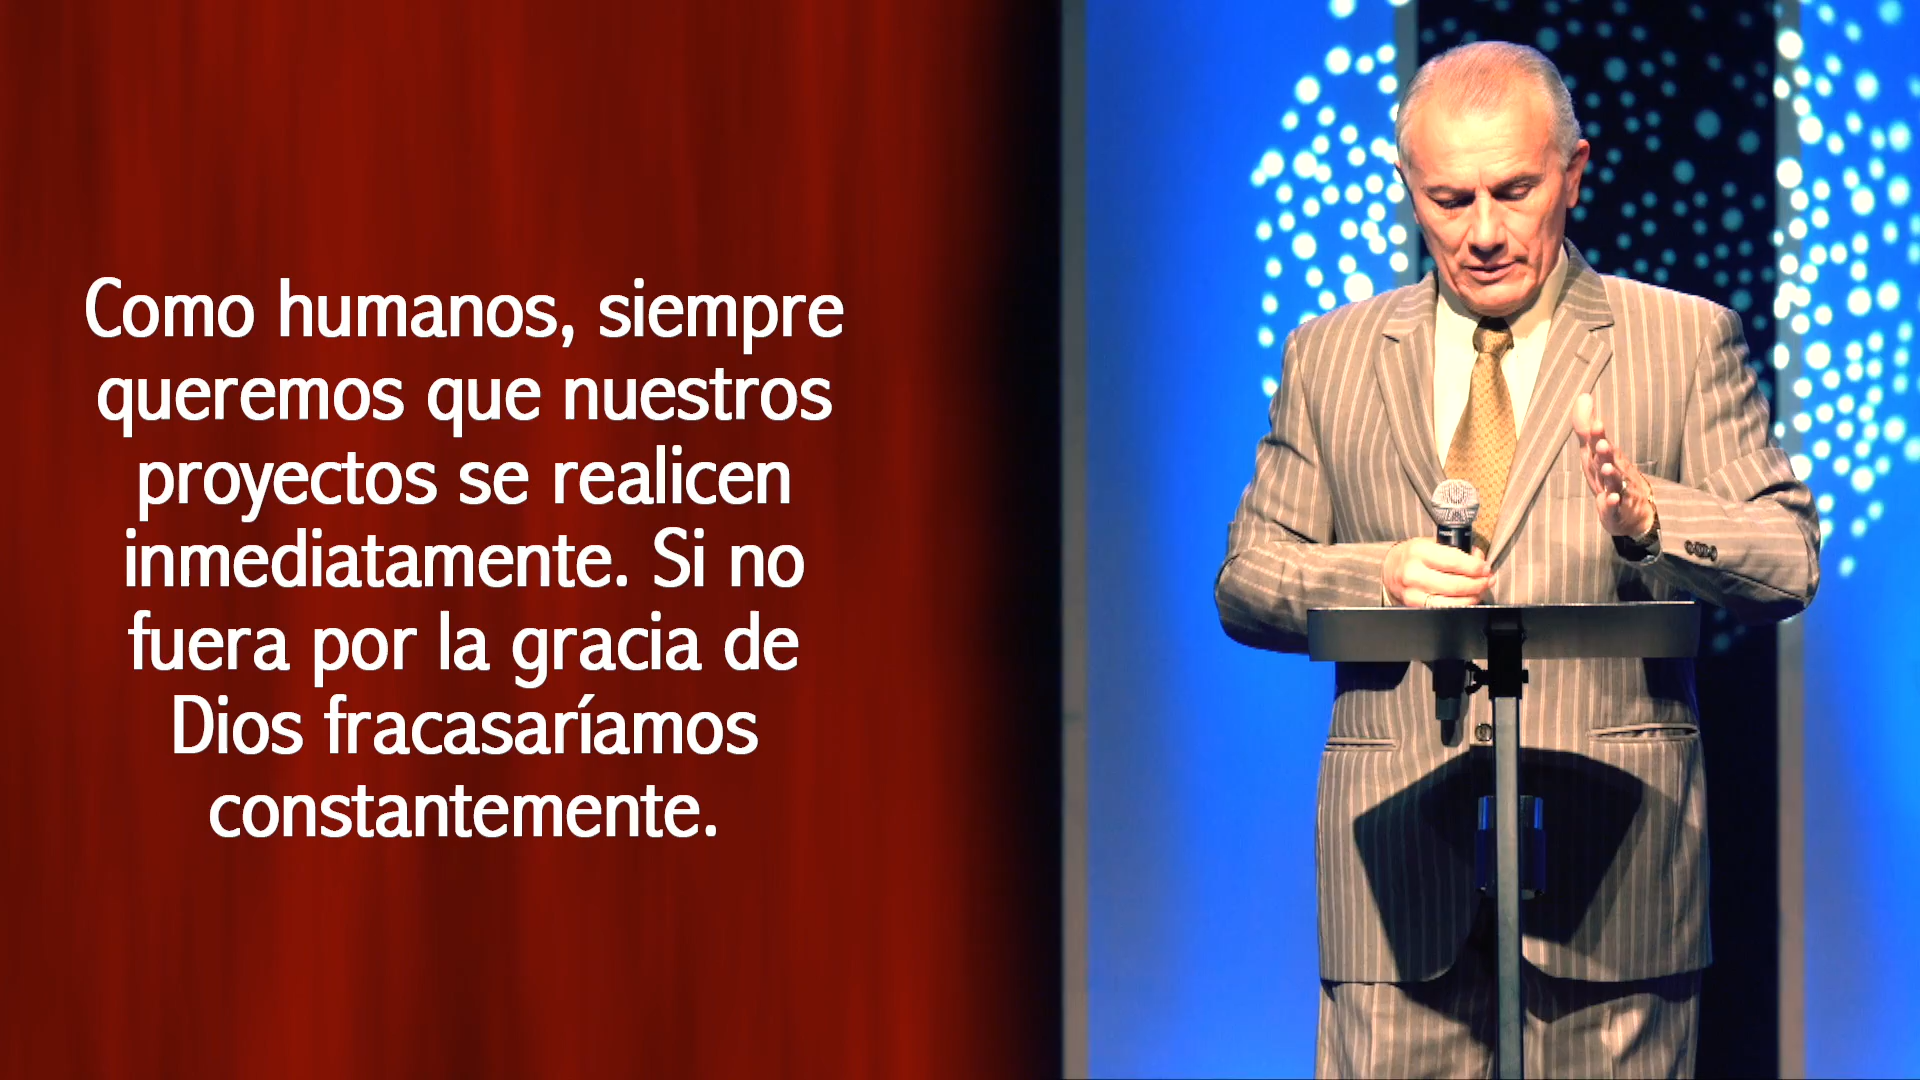 Como humanos, siempre
queremos que nuestros
proyectos se realicen
inmediatamente. Si no
fuera por la gracia de
Dios fracasaríamos
constantemente.